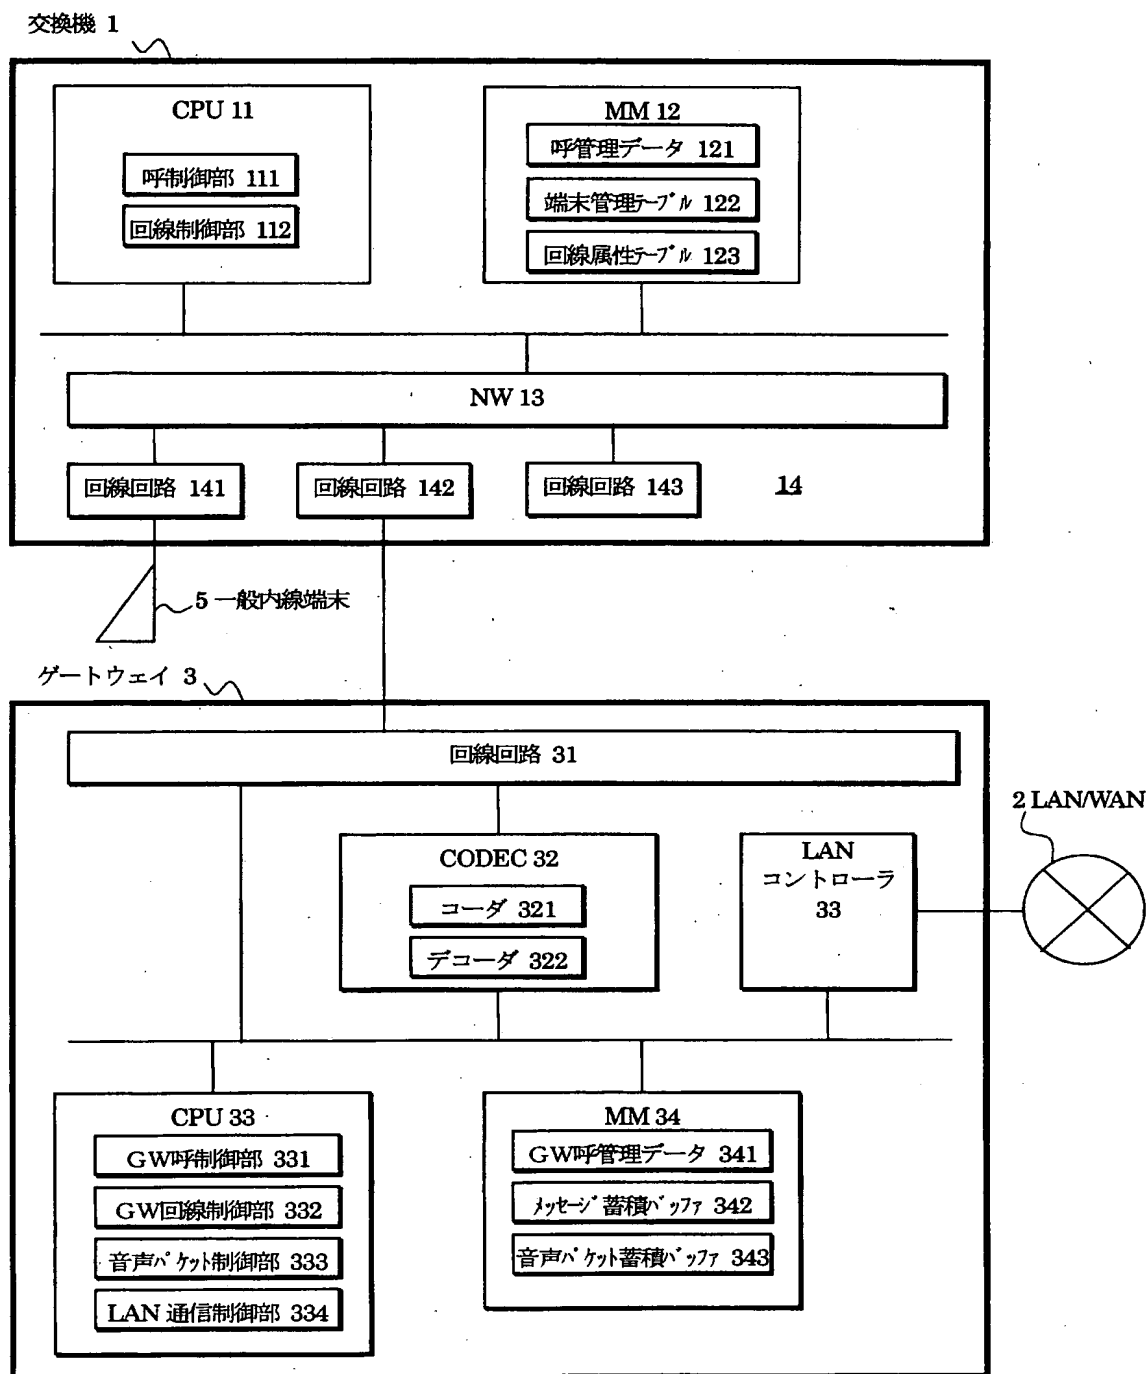 交換機 1
CPU 11
呼制御部 111
回線制御部 112
MM 12
呼管理データ 121
端末管理テーブル 122
回線属性テーブル 123
NW 13
回線回路 141
回線回路 142
回線回路 143
14
5 一般内線端末
ゲートウェイ 3
回線回路 31
CODEC 32
コーダ 321
デコーダ 322
LAN
コントローラ
33
2 LAN/WAN
CPU 33
GW呼制御部 331
GW回線制御部 332
音声パケット制御部 333
LAN 通信制御部 334
MM 34
GW呼管理データ 341
メッセージ蓄積バッファ 342
音声パケット蓄積バッファ 343